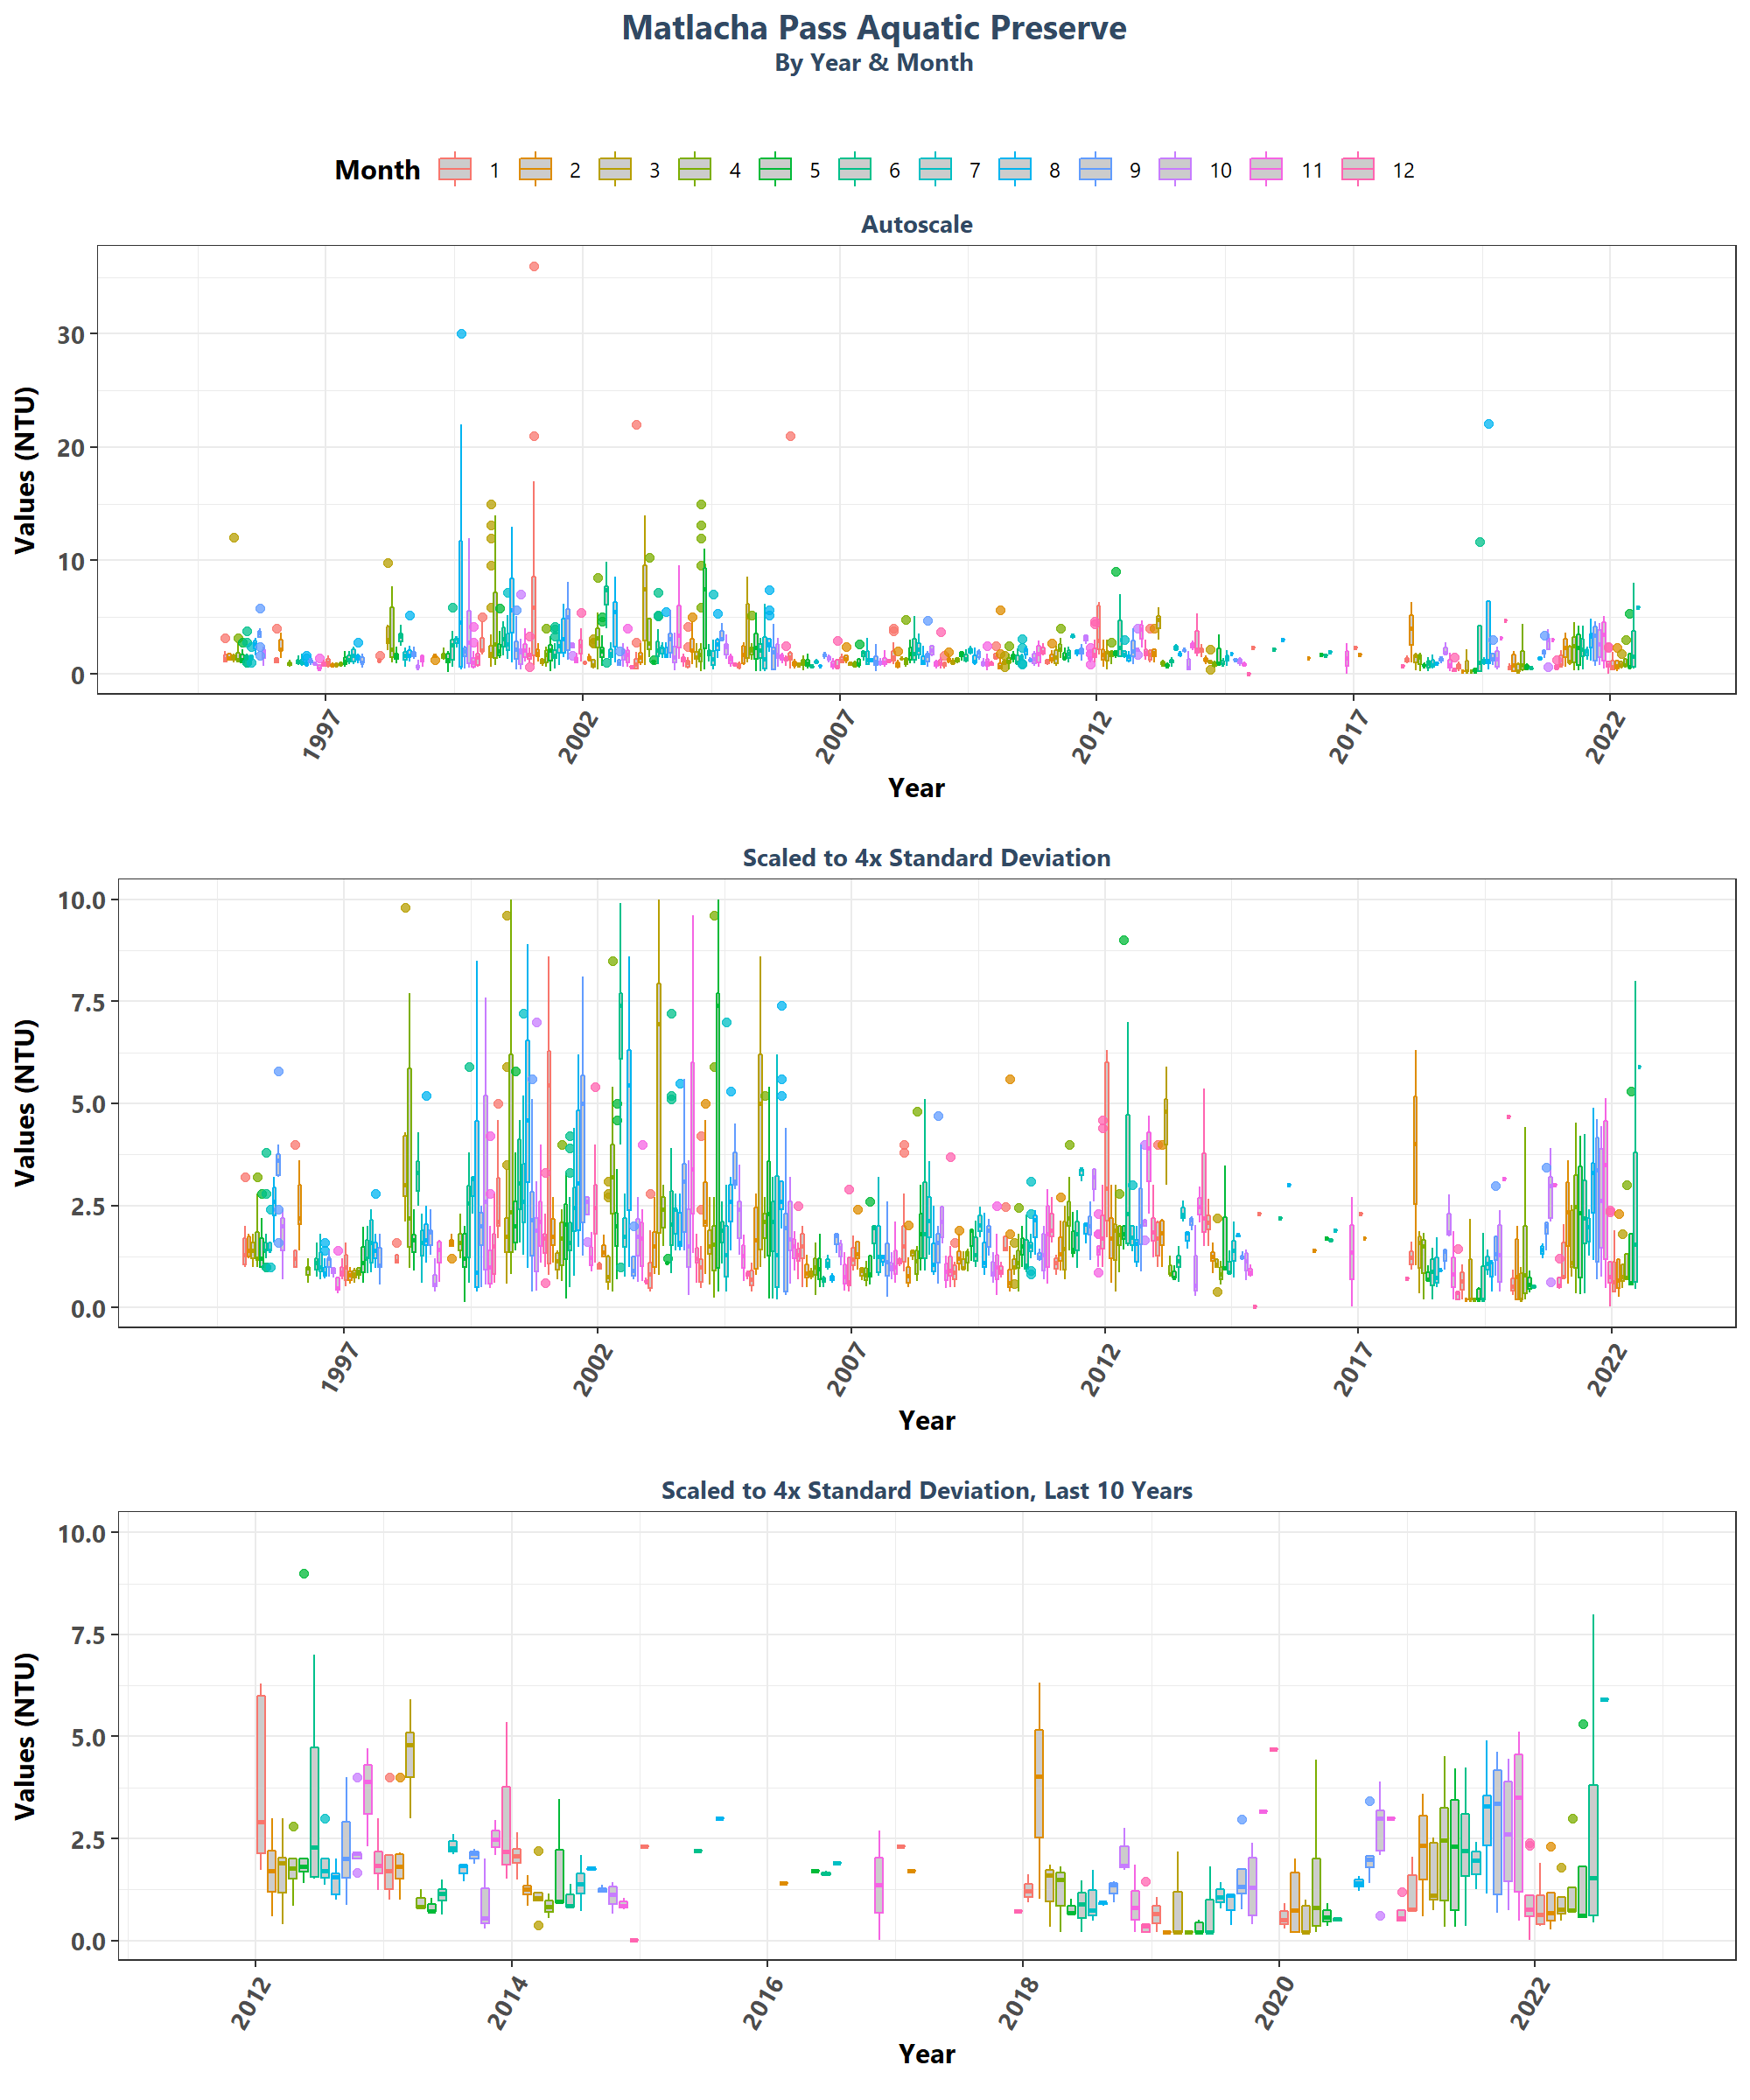 Matlacha Pass Aquatic Preserve
By Year & Month
Month 1 2 3 4 5 6 7 8 9 10 11 12
Autoscale
Values (NTU)
30
20
10
0
1997 2002 2007 2012 2017 2022
Year
Scaled to 4x Standard Deviation
Values (NTU)
10.0
7.5
5.0
2.5
0.0
1997 2002 2007 2012 2017 2022
Year
Scaled to 4x Standard Deviation, Last 10 Years
Values (NTU)
10.0
7.5
5.0
2.5
0.0
2012 2014 2016 2018 2020 2022
Year